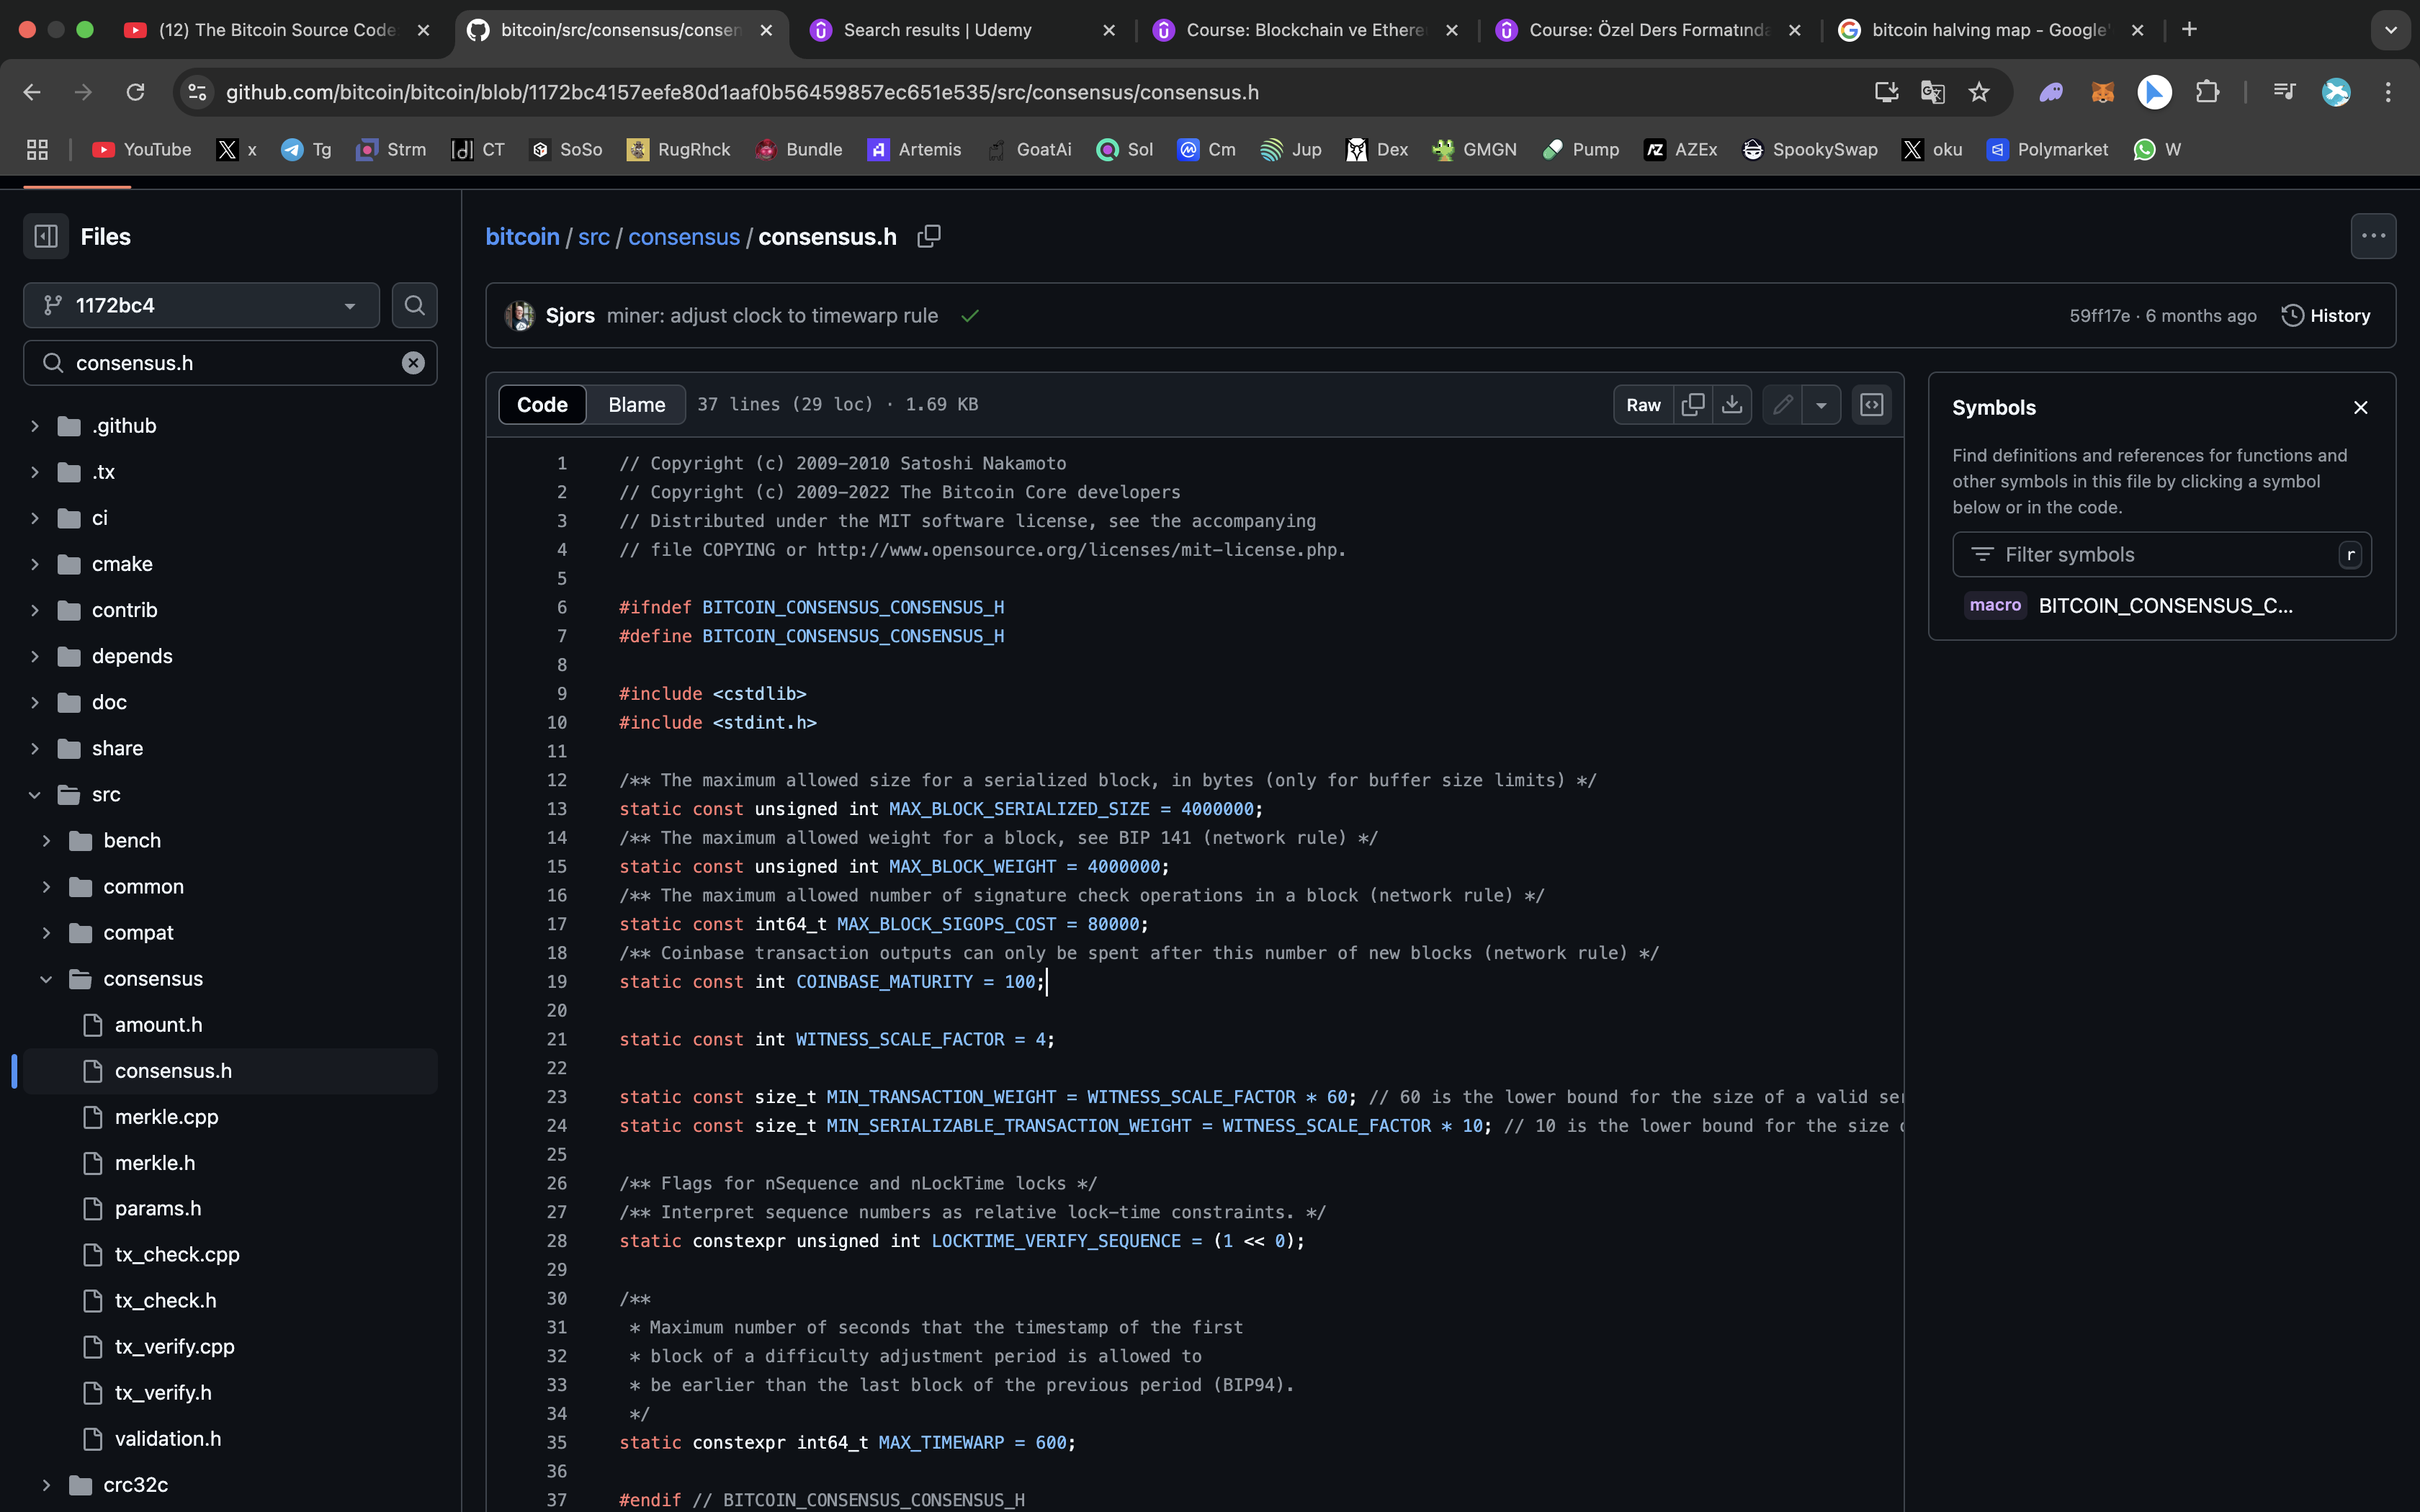 (12) The Bitcoin Source Code
bitcoin/src/consensus/consen
Search results | Udemy
Course: Blockchain ve Ethere
Course: Özel Ders Formatında
bitcoin halving map - Google'
github.com/bitcoin/bitcoin/blob/1172bc4157eefe80d1aaf0b56459857ec651e535/src/consensus/consensus.h
YouTube x Tg Strm CT SoSo RugRhck Bundle Artemis GoatAi Sol Cm Jup Dex GMGN Pump AZEx SpookySwap oku Polymarket W
Files
1172bc4
consensus.h
.github
.tx
ci
cmake
contrib
depends
doc
share
src
bench
common
compat
consensus
amount.h
consensus.h
merkle.cpp
merkle.h
params.h
tx_check.cpp
tx_check.h
tx_verify.cpp
tx_verify.h
validation.h
crc32c
bitcoin / src / consensus / consensus.h
Sjors miner: adjust clock to timewarp rule
59ff17e · 6 months ago History
Code Blame 37 lines (29 loc) · 1.69 KB
Raw
1 // Copyright (c) 2009-2010 Satoshi Nakamoto
2 // Copyright (c) 2009-2022 The Bitcoin Core developers
3 // Distributed under the MIT software license, see the accompanying
4 // file COPYING or http://www.opensource.org/licenses/mit-license.php.
5
6 #ifndef BITCOIN_CONSENSUS_CONSENSUS_H
7 #define BITCOIN_CONSENSUS_CONSENSUS_H
8
9 #include <cstdlib>
10 #include <stdint.h>
11
12 /** The maximum allowed size for a serialized block, in bytes (only for buffer size limits) */
13 static const unsigned int MAX_BLOCK_SERIALIZED_SIZE = 4000000;
14 /** The maximum allowed weight for a block, see BIP 141 (network rule) */
15 static const unsigned int MAX_BLOCK_WEIGHT = 4000000;
16 /** The maximum allowed number of signature check operations in a block (network rule) */
17 static const int64_t MAX_BLOCK_SIGOPS_COST = 80000;
18 /** Coinbase transaction outputs can only be spent after this number of new blocks (network rule) */
19 static const int COINBASE_MATURITY = 100;
20
21 static const int WITNESS_SCALE_FACTOR = 4;
22
23 static const size_t MIN_TRANSACTION_WEIGHT = WITNESS_SCALE_FACTOR * 60; // 60 is the lower bound for the size of a valid se
24 static const size_t MIN_SERIALIZABLE_TRANSACTION_WEIGHT = WITNESS_SCALE_FACTOR * 10; // 10 is the lower bound for the size
25
26 /** Flags for nSequence and nLockTime locks */
27 /** Interpret sequence numbers as relative lock-time constraints. */
28 static constexpr unsigned int LOCKTIME_VERIFY_SEQUENCE = (1 << 0);
29
30 /**
31 * Maximum number of seconds that the timestamp of the first
32 * block of a difficulty adjustment period is allowed to
33 * be earlier than the last block of the previous period (BIP94).
34 */
35 static constexpr int64_t MAX_TIMEWARP = 600;
36
37 #endif // BITCOIN_CONSENSUS_CONSENSUS_H
Symbols
Find definitions and references for functions and
other symbols in this file by clicking a symbol
below or in the code.
Filter symbols r
macro BITCOIN_CONSENSUS_C...